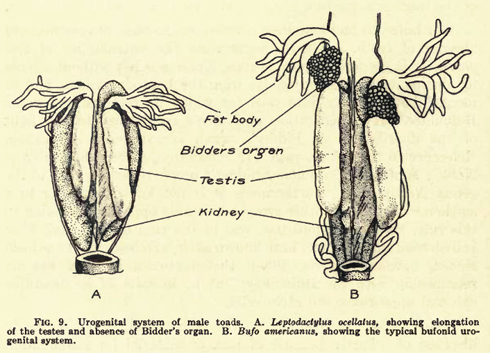 Fat body
Bidders organ
Testis
Kidney
A
B
FIG. 9. Urogenital system of male toads. A. Leptodactylus ocellatus, showing elongation
of the testes and absence of Bidder's organ. B. Bufo americanus, showing the typical bufonid uro-
genital system.